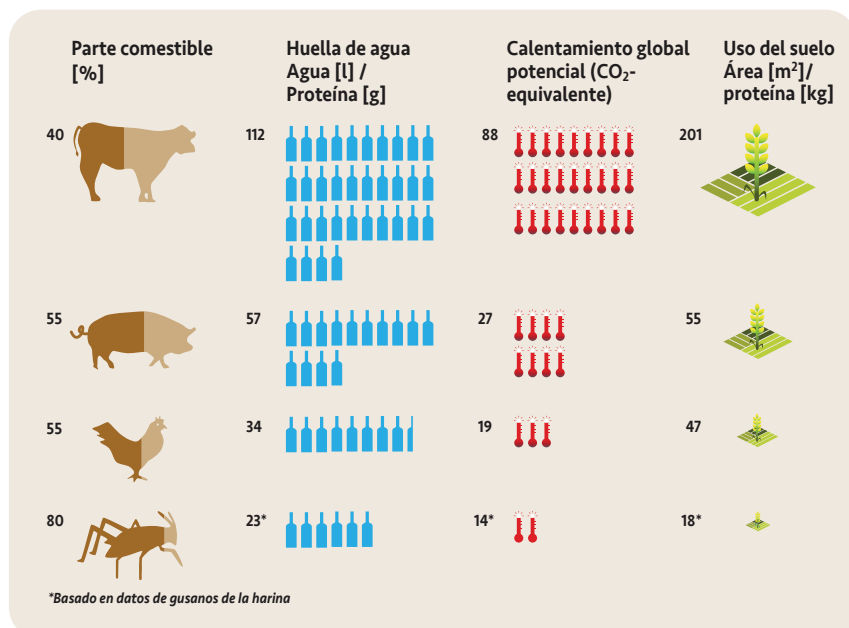 Parte comestible
[%]
Huella de agua
Agua [l] /
Proteína [g]
Calentamiento global
potencial (CO₂-
equivalente)
Uso del suelo
Área [m²]/
proteína [kg]
40
112
88
201
55
57
27
55
55
34
19
47
80
23*
14*
18*
*Basado en datos de gusanos de la harina